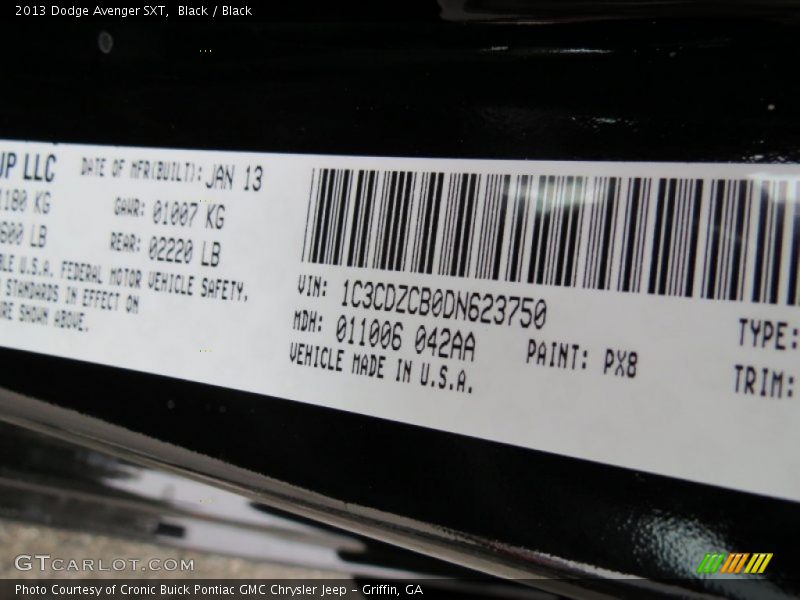 2013 Dodge Avenger SXT,  Black / Black
UP LLC
DATE OF MFR(BUILT): JAN 13
1180 KG
GAWR: 01007 KG
600 LB
REAR: 02220 LB
U.S.A. FEDERAL MOTOR VEHICLE SAFETY,
STANDARDS IN EFFECT ON
SHOWN ABOVE.
VIN: 1C3CDZCB0DN623750
MDH: 011006 042AA
PAINT: PX8
VEHICLE MADE IN U.S.A.
TYPE:
TRIM:
GTCARLOT.COM
Photo Courtesy of Cronic Buick Pontiac GMC Chrysler Jeep – Griffin, GA